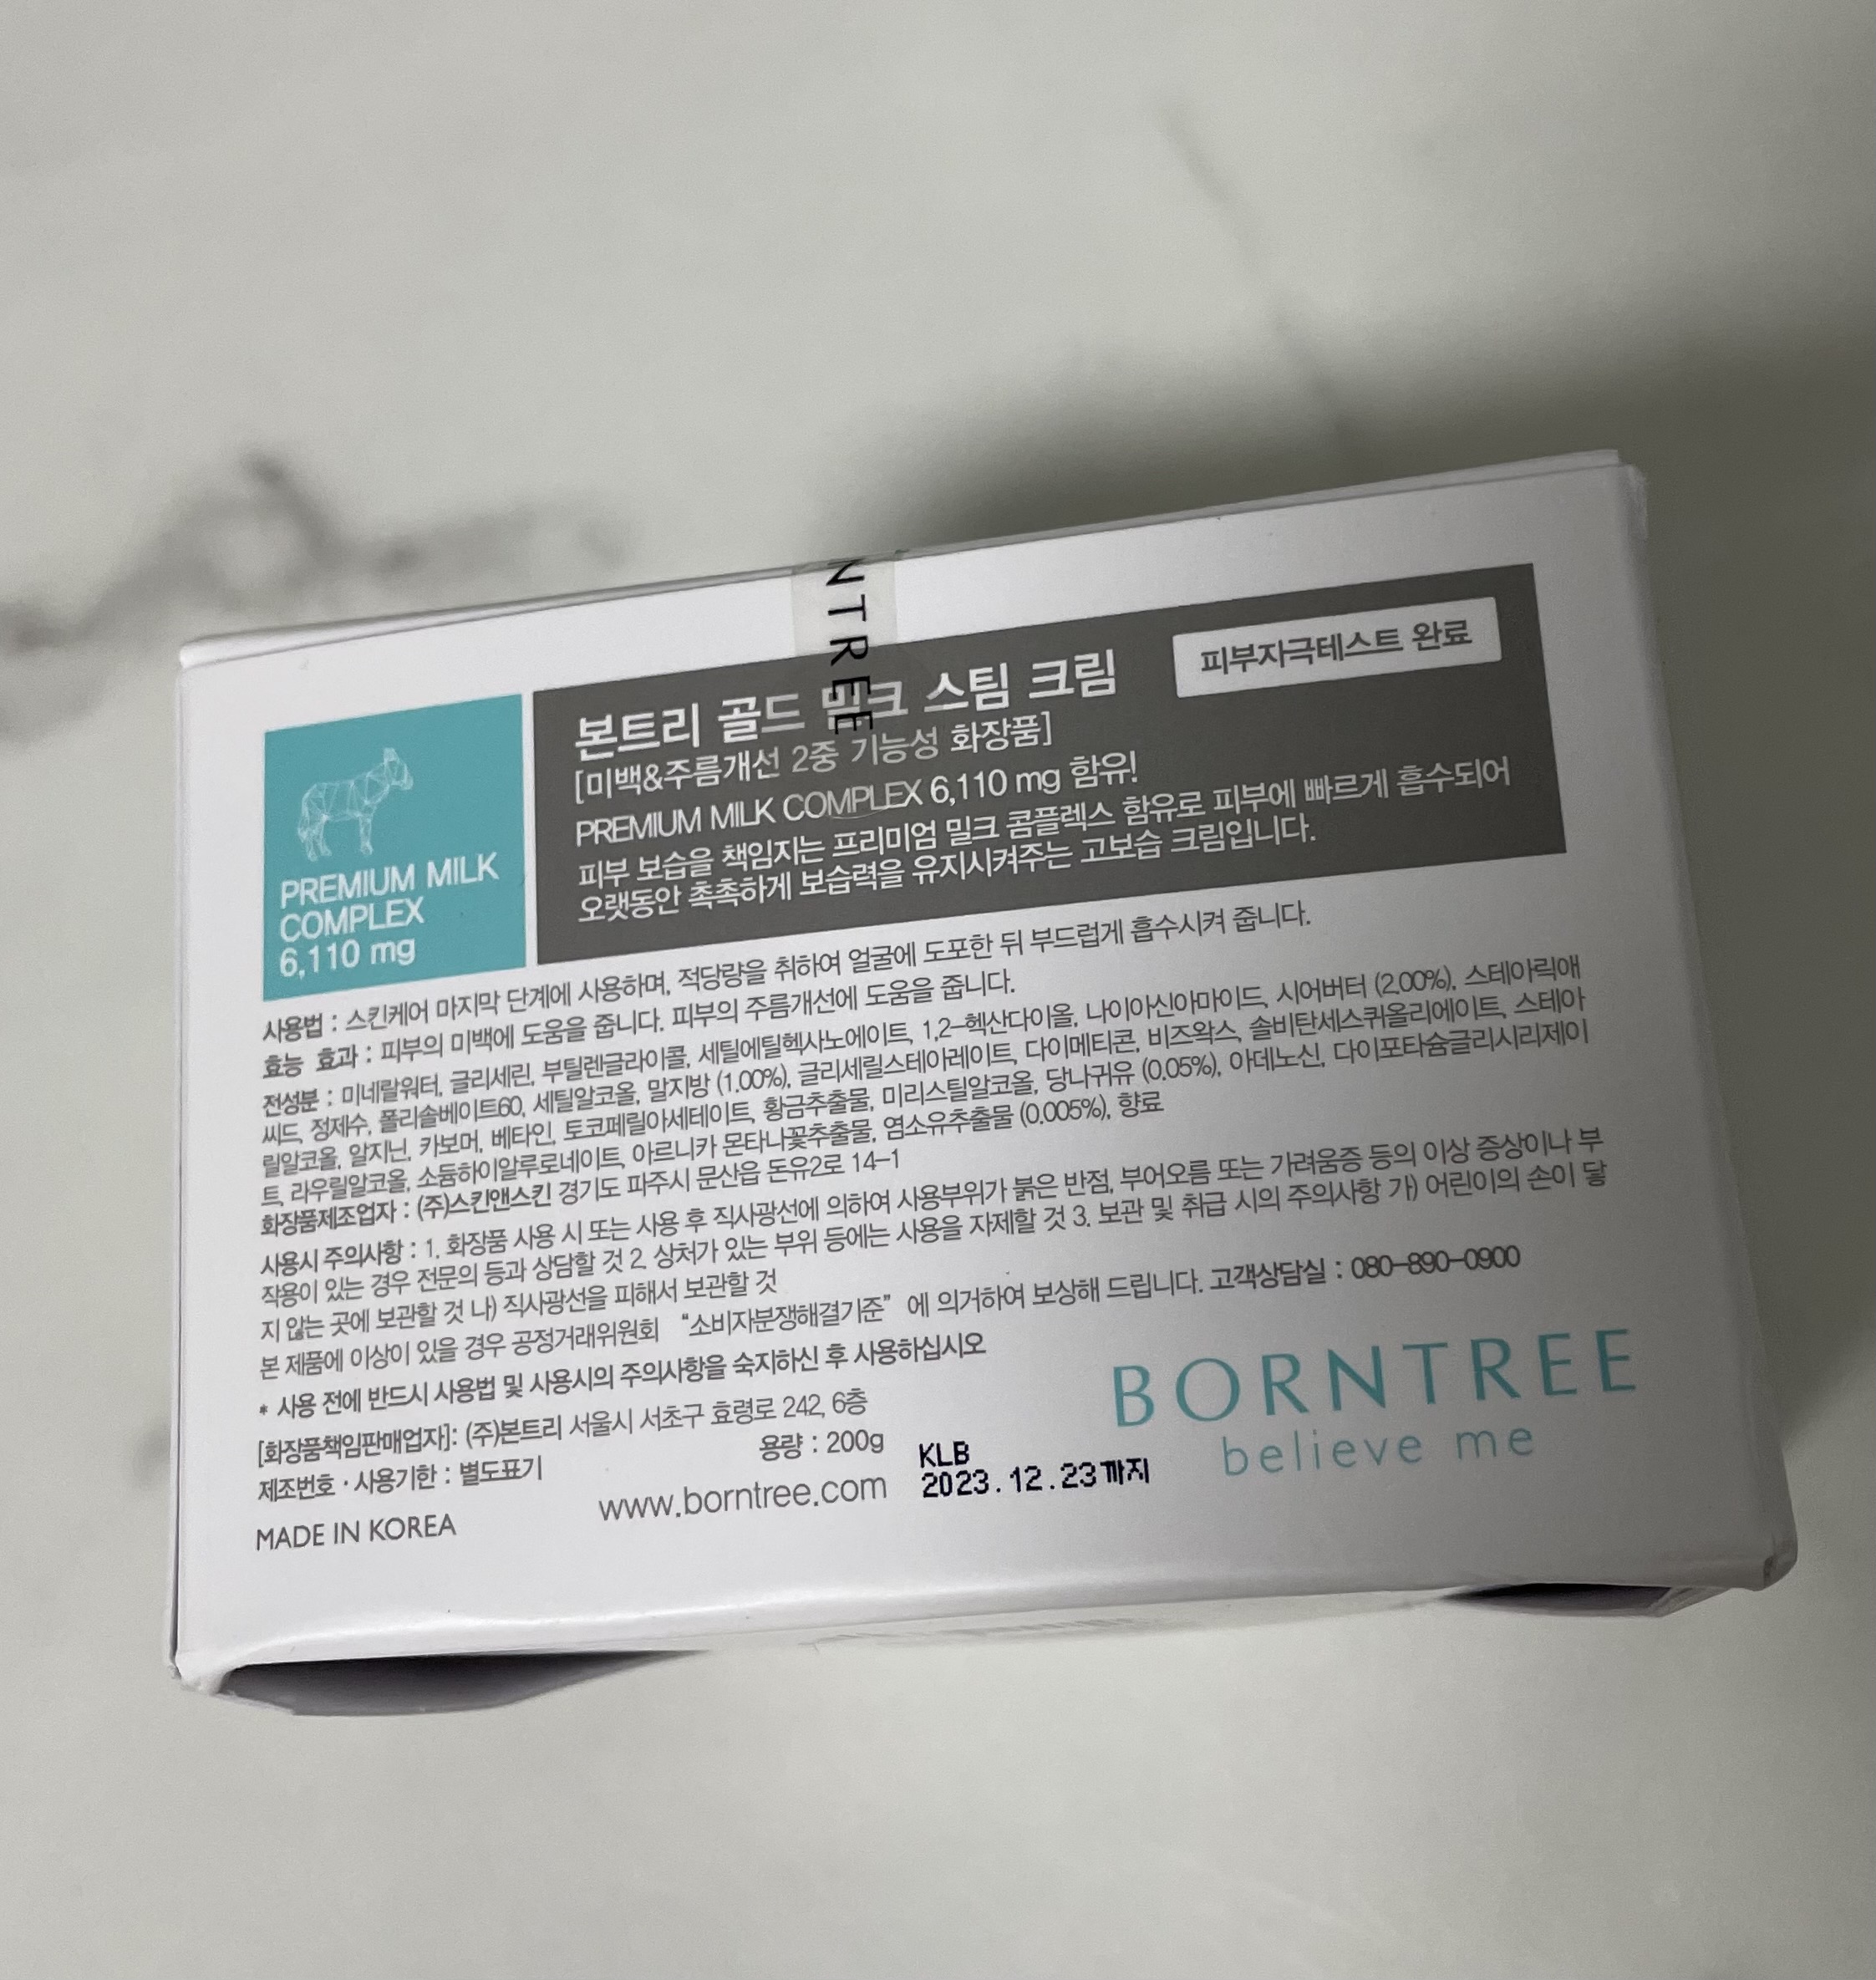 NTREE
본트리 골드 밀크 스팀 크림
피부자극테스트 완료
[미백&주름개선 2중 기능성 화장품]
PREMIUM MILK COMPLEX 6,110 mg 함유!
피부 보습을 책임지는 프리미엄 밀크 콤플렉스 함유로 피부에 빠르게 흡수되어
오랫동안 촉촉하게 보습력을 유지시켜주는 고보습 크림입니다.
PREMIUM MILK
COMPLEX
6,110 mg
사용법 : 스킨케어 마지막 단계에 사용하며, 적당량을 취하여 얼굴에 도포한 뒤 부드럽게 흡수시켜 줍니다.
효능 효과 : 피부의 미백에 도움을 줍니다. 피부의 주름개선에 도움을 줍니다.
전성분 : 미네랄워터, 글리세린, 부틸렌글라이콜, 세틸에틸헥사노에이트, 1,2-헥산다이올, 나이아신아마이드, 시어버터 (2.00%), 스테아릭애
씨드, 정제수, 폴리솔베이트60, 세틸알코올, 말지방 (1.00%), 글리세릴스테아레이트, 다이메티콘, 비즈왁스, 솔비탄세스퀴올리에이트, 스테아
릴알코올, 알지닌, 카보머, 베타인, 토코페릴아세테이트, 황금추출물, 미리스틸알코올, 당나귀유 (0.05%), 아데노신, 다이포타슘글리시리제이
트, 라우릴알코올, 소듐하이알루로네이트, 아르니카 몬타나꽃추출물, 염소유추출물 (0.005%), 향료
화장품제조업자 : (주)스킨앤스킨 경기도 파주시 문산읍 돈유2로 14-1
사용시 주의사항 : 1. 화장품 사용 시 또는 사용 후 직사광선에 의하여 사용부위가 붉은 반점, 부어오름 또는 가려움증 등의 이상 증상이나 부
작용이 있는 경우 전문의 등과 상담할 것 2. 상처가 있는 부위 등에는 사용을 자제할 것 3. 보관 및 취급 시의 주의사항 가) 어린이의 손이 닿
지 않는 곳에 보관할 것 나) 직사광선을 피해서 보관할 것
본 제품에 이상이 있을 경우 공정거래위원회 "소비자분쟁해결기준" 에 의거하여 보상해 드립니다. 고객상담실 : 080-890-0900
* 사용 전에 반드시 사용법 및 사용시의 주의사항을 숙지하신 후 사용하십시오
[화장품책임판매업자]: (주)본트리 서울시 서초구 효령로 242, 6층
제조번호 · 사용기한 : 별도표기
용량 : 200g
MADE IN KOREA
www.borntree.com
KLB
2023.12.23까지
BORNTREE
believe me